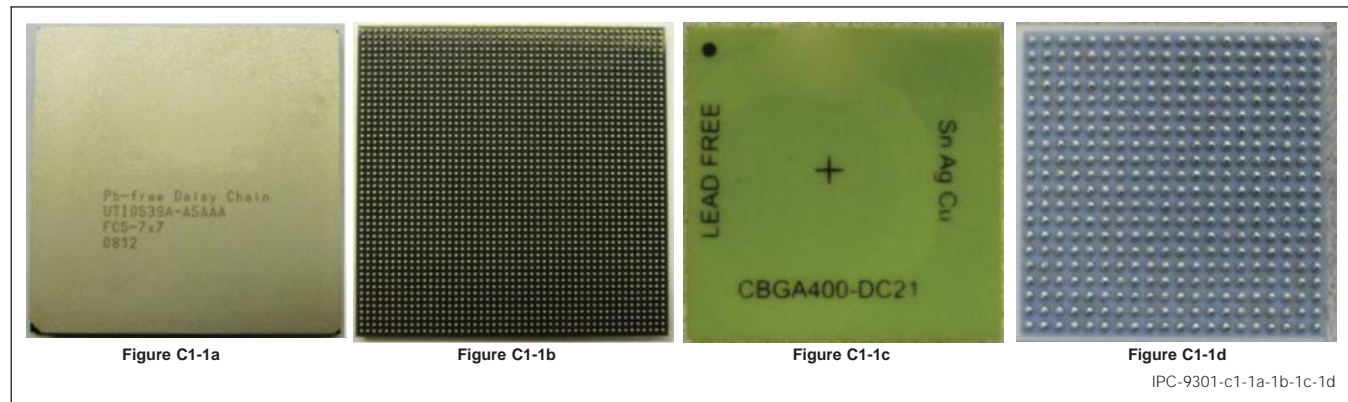 Pb-free Daisy Chain
UTI0539A-A5AAA
FC5-7x7
0812
LEAD FREE
Sn Ag Cu
CBGA400-DC21
Figure C1-1a
Figure C1-1b
Figure C1-1c
Figure C1-1d
IPC-9301-c1-1a-1b-1c-1d